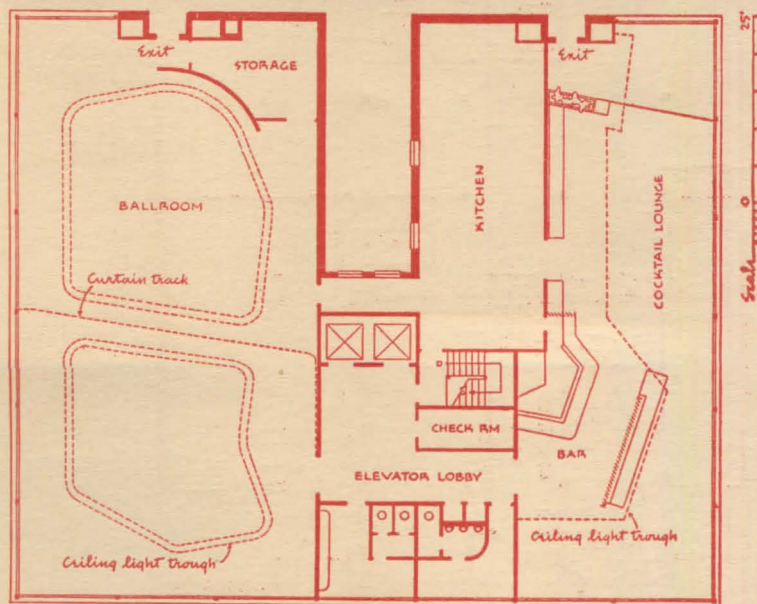 Exit
STORAGE
BALLROOM
Curtain track
Ceiling light trough
KITCHEN
CHECK RM
ELEVATOR LOBBY
Exit
COCKTAIL LOUNGE
BAR
Ceiling light trough
25'
0
Scale